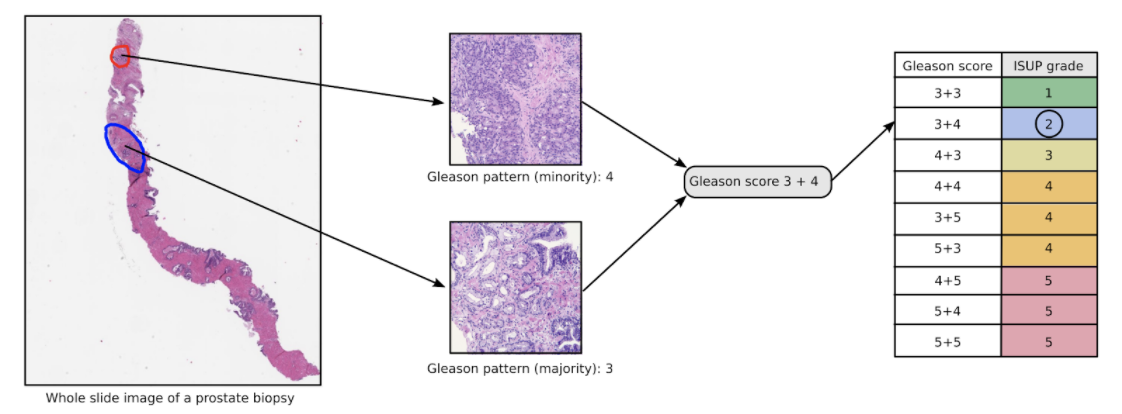 Whole slide image of a prostate biopsy
Gleason pattern (minority): 4
Gleason pattern (majority): 3
Gleason score 3 + 4
Gleason score ISUP grade
3+3 1
3+4 2
4+3 3
4+4 4
3+5 4
5+3 4
4+5 5
5+4 5
5+5 5